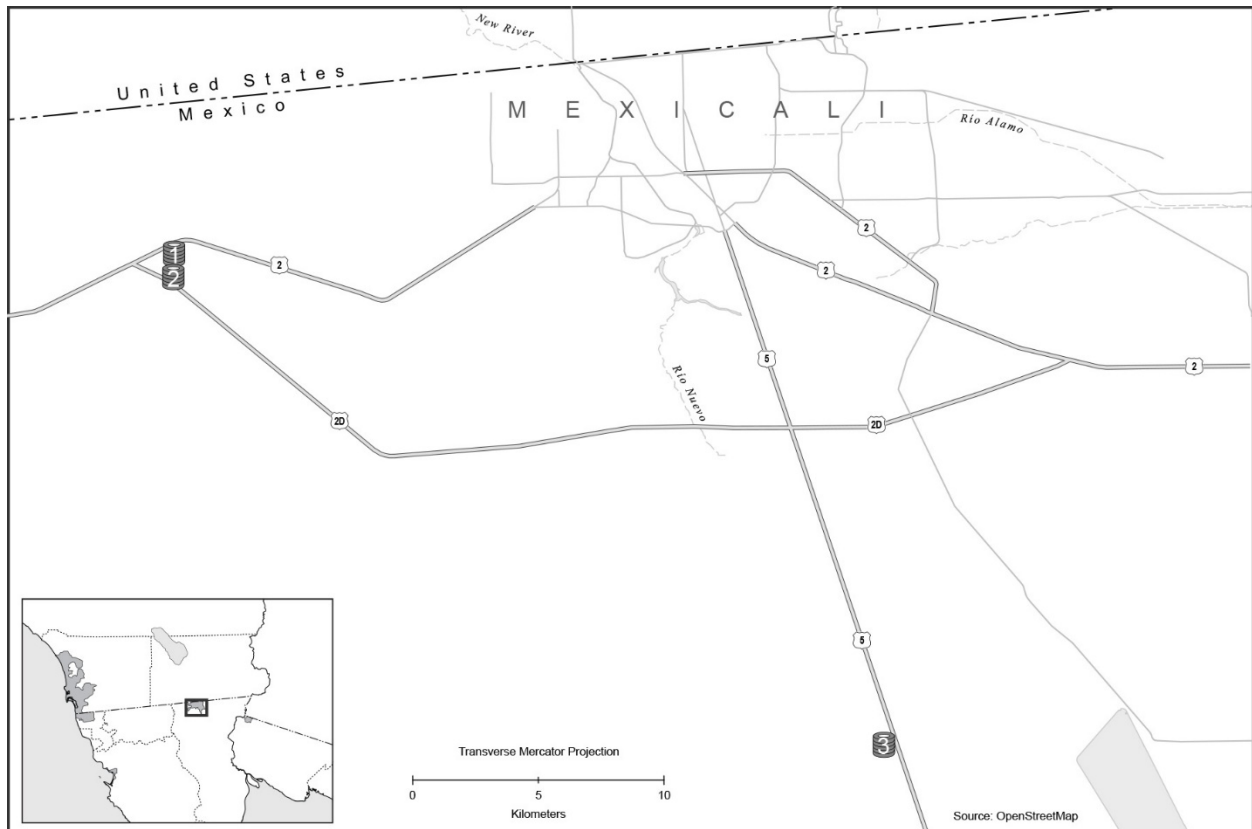 New River
United States
Mexico
MEXICALI
Rio Alamo
2
1
2
2
2
5
2
Rio Nuevo
2D
2D
5
3
Transverse Mercator Projection
0 5 10
Kilometers
Source: OpenStreetMap